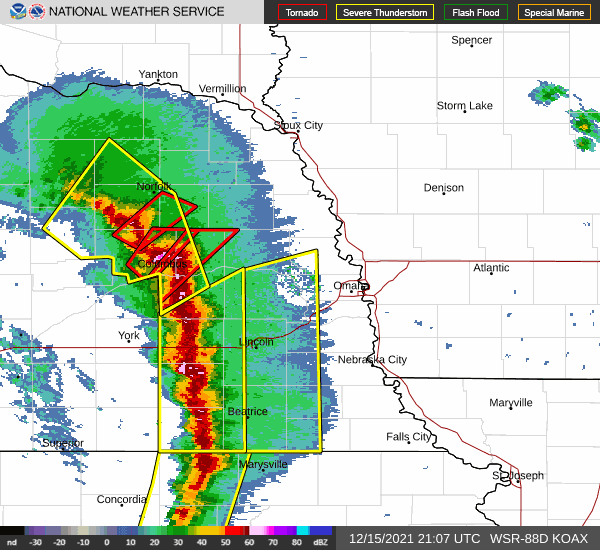 NATIONAL WEATHER SERVICE
Tornado Severe Thunderstorm Flash Flood Special Marine
Spencer
Yankton
Vermillion
Storm Lake
Sioux City
Norfolk
Denison
Columbus
Atlantic
Omaha
York
Lincoln
Nebraska City
Maryville
Beatrice
Falls City
Superior
Marysville
St Joseph
Concordia
nd -30 -20 -10 0 10 20 30 40 50 60 70 80 dBZ
12/15/2021 21:07 UTC WSR-88D KOAX